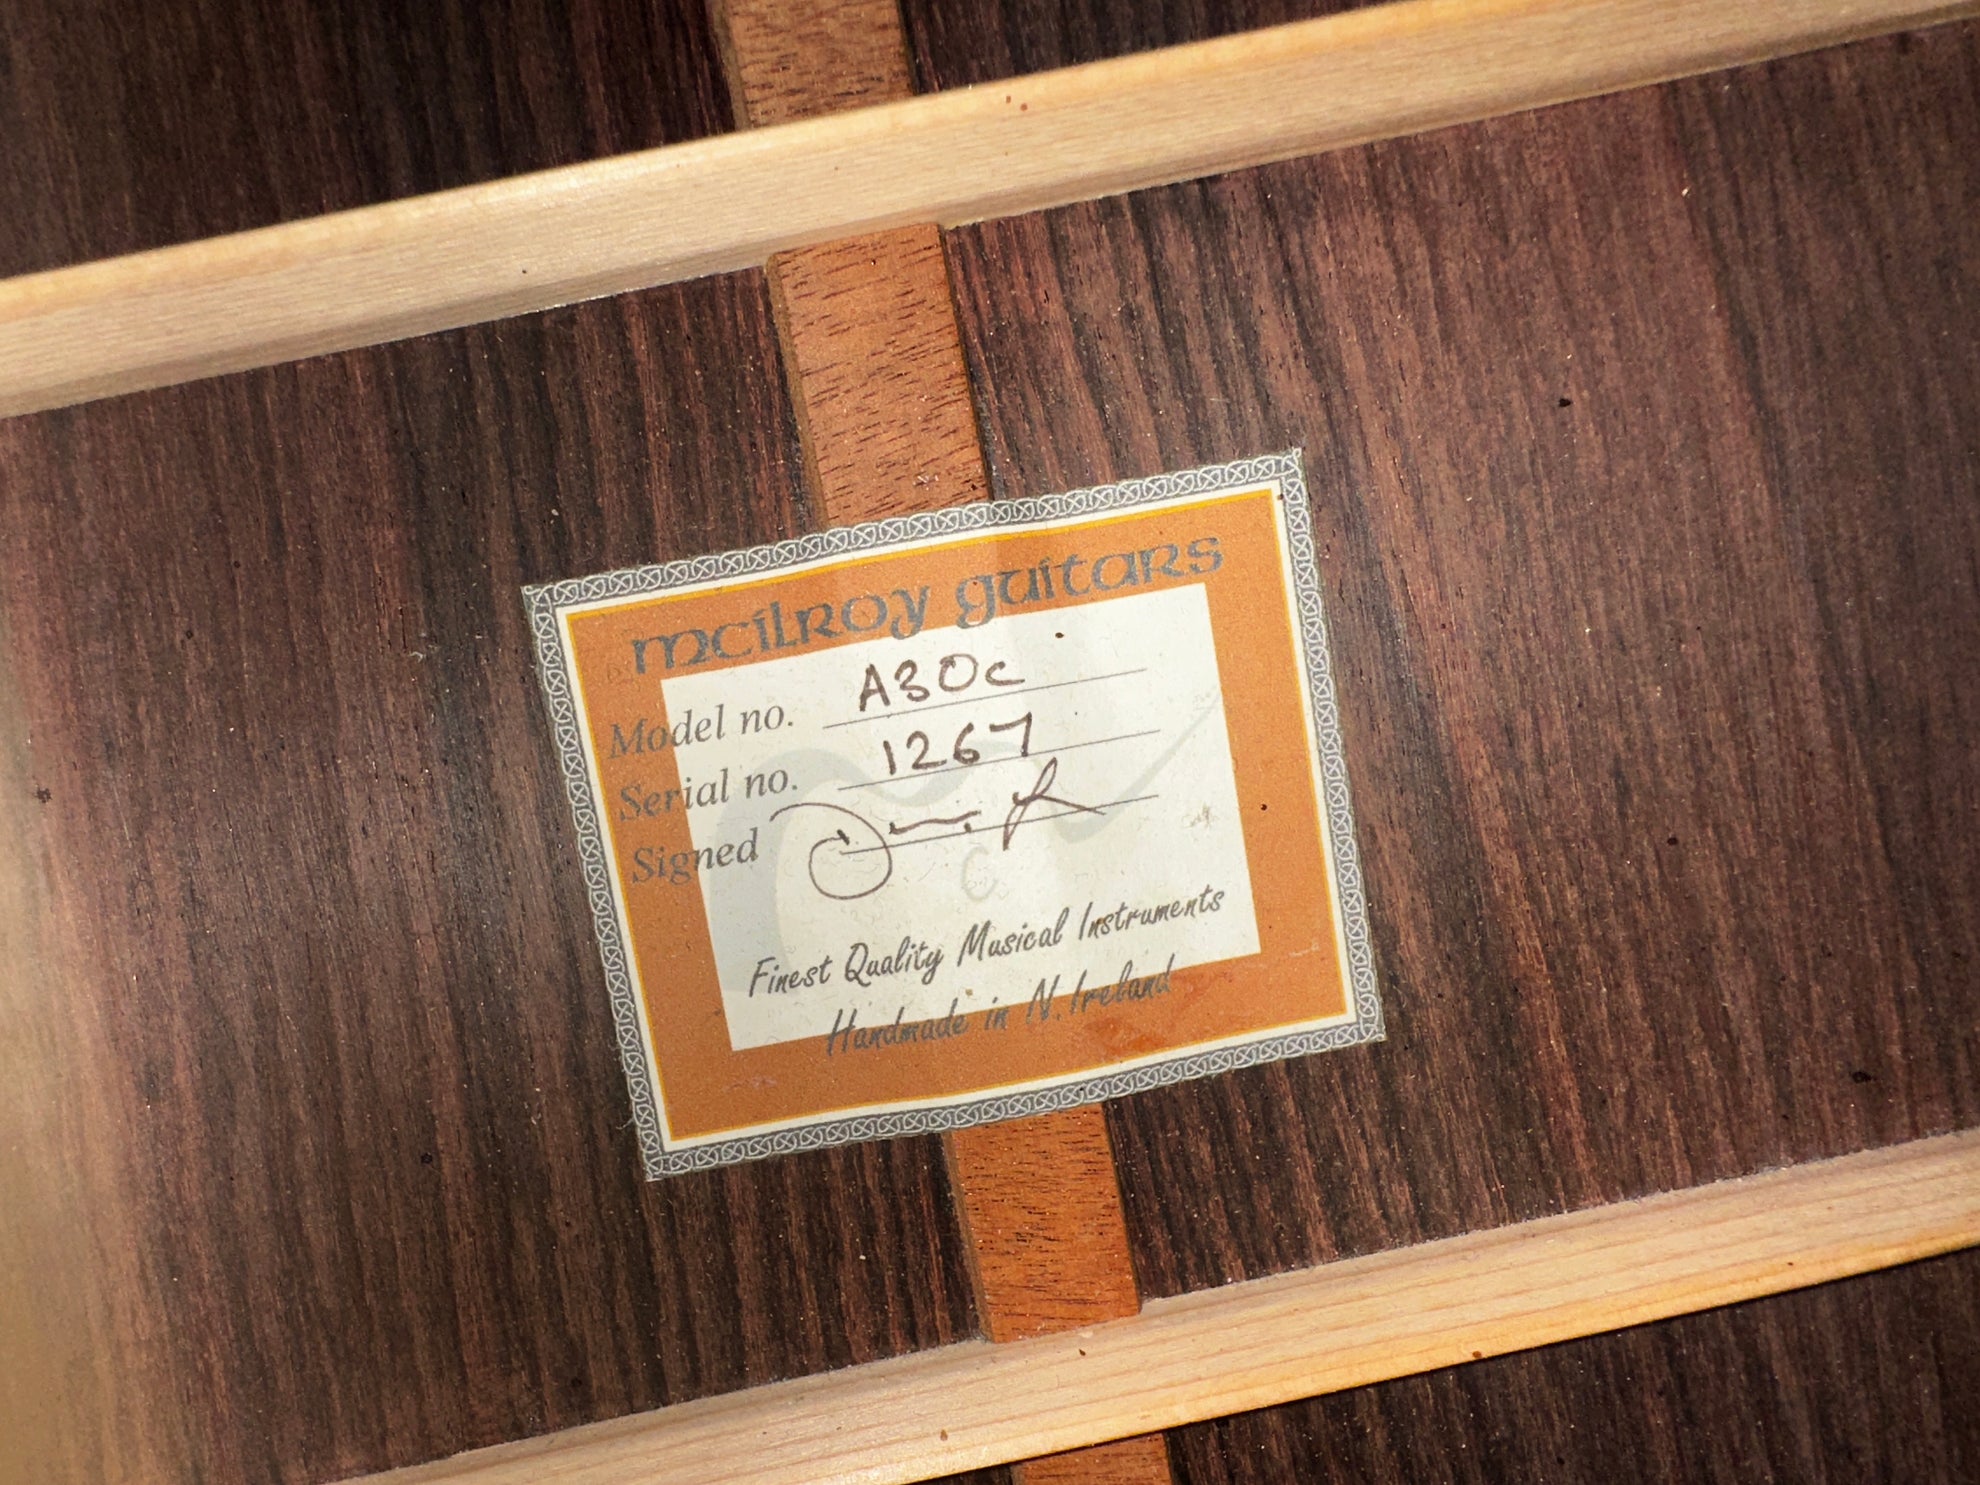 mcilroy guitars
Model no. A30c
Serial no. 1267
Signed
Finest Quality Musical Instruments
Handmade in N. Ireland